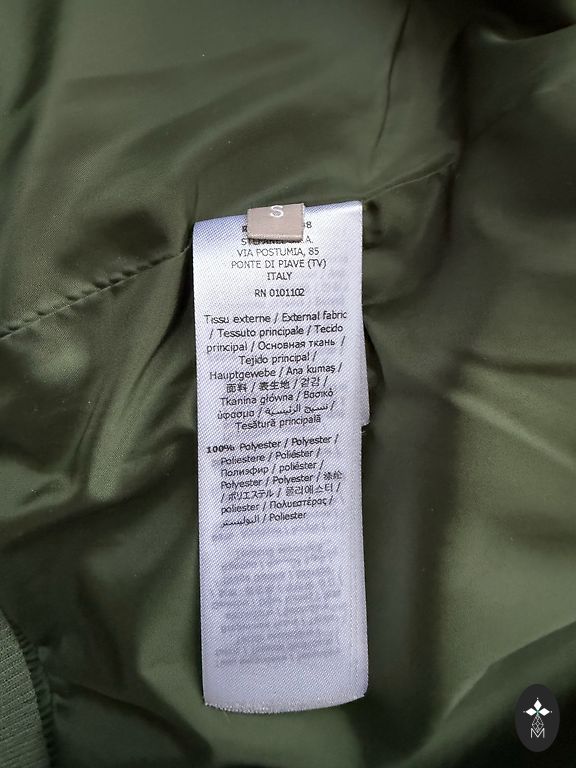 S
VIA POSTUMIA, 85
PONTE DI PIAVE (TV)
ITALY
RN 0101102
Tissu externe / External fabric
/ Tessuto principale / Tecido
principal / Основная ткань /
Tejido principal /
Hauptgewebe / Ana kumaş /
面料 / 表生地 / 겉감 /
Tkanina główna / Βασικό
ύφασμα / نسيج الرئيسية /
Tesătură principală
100% Polyester / Polyester /
Poliestere / Poliéster /
Полиэфир / poliéster /
Polyester / Polyester / 涤纶
/ ポリエステル / 폴리에스터 /
poliester / Πολυεστέρας /
البوليستر / Poliester
M